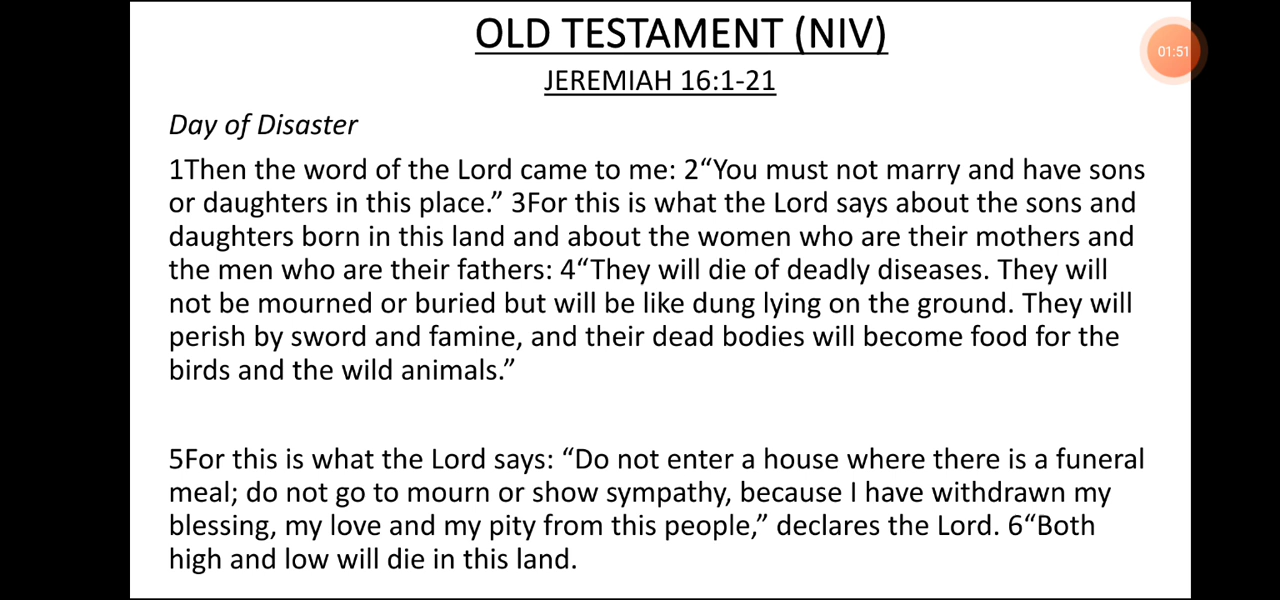 OLD TESTAMENT (NIV)
01:51
JEREMIAH 16:1-21
Day of Disaster
1Then the word of the Lord came to me: 2“You must not marry and have sons
or daughters in this place.” 3For this is what the Lord says about the sons and
daughters born in this land and about the women who are their mothers and
the men who are their fathers: 4“They will die of deadly diseases. They will
not be mourned or buried but will be like dung lying on the ground. They will
perish by sword and famine, and their dead bodies will become food for the
birds and the wild animals.”
5For this is what the Lord says: “Do not enter a house where there is a funeral
meal; do not go to mourn or show sympathy, because I have withdrawn my
blessing, my love and my pity from this people,” declares the Lord. 6“Both
high and low will die in this land.